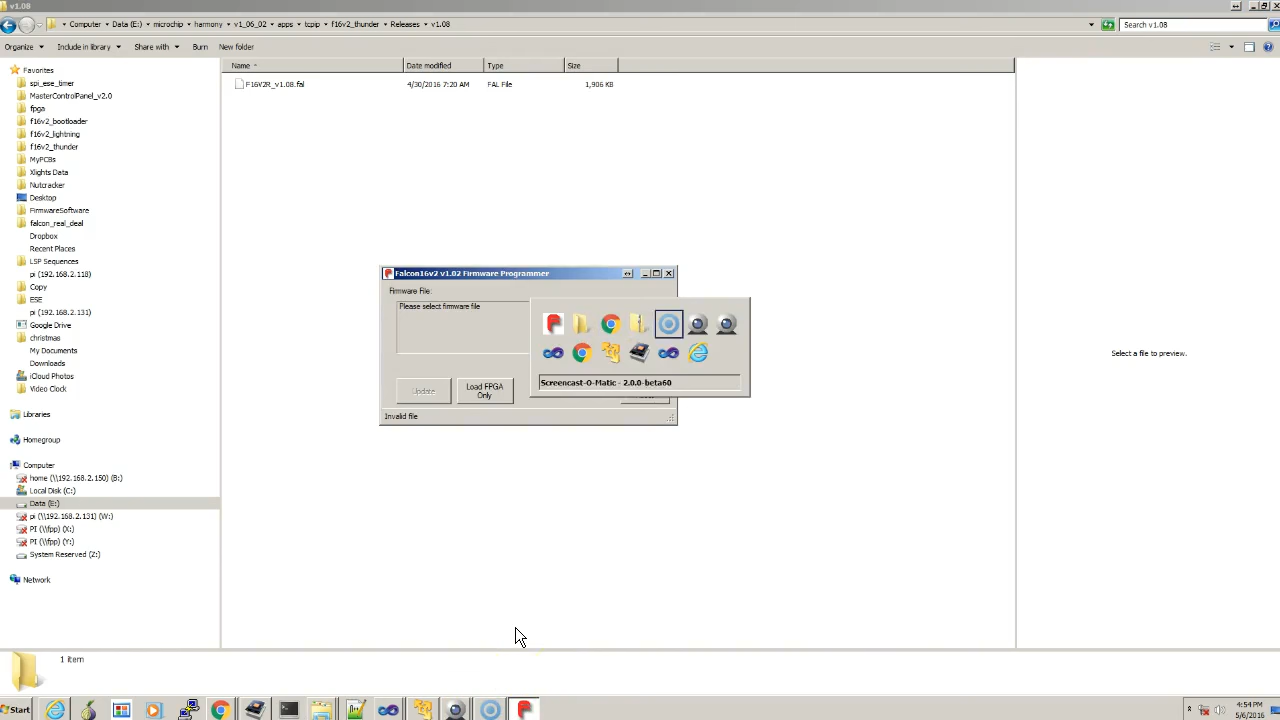 v1.08
Computer
Data (E:)
microchip
harmony
v1_06_02
apps
tcpip
f16v2_thunder
Releases
v1.08
Search v1.08
Organize
Include in library
Share with
Burn
New folder
Favorites
spi_ese_timer
MasterControlPanel_v2.0
fpga
f16v2_bootloader
f16v2_lightning
f16v2_thunder
MyPCBs
Xlights Data
Nutcracker
Desktop
FirmwareSoftware
falcon_real_deal
Dropbox
Recent Places
LSP Sequences
pi (192.168.2.118)
Copy
ESE
pi (192.168.2.131)
Google Drive
christmas
My Documents
Downloads
iCloud Photos
Video Clock
Libraries
Homegroup
Computer
home (\\192.168.2.150) (B:)
Local Disk (C:)
Data (E:)
pi (\\192.168.2.131) (W:)
PI (\\fpp) (X:)
PI (\\fpp) (Y:)
System Reserved (Z:)
Network
Name
Date modified
Type
Size
F16V2R_v1.08.fal
4/30/2016 7:20 AM
FAL File
1,906 KB
Falcon16v2 v1.02 Firmware Programmer
Firmware File:
Please select firmware file
Update
Load FPGA
Only
Invalid file
Screencast-O-Matic - 2.0.0-beta60
Select a file to preview.
1 item
Start
4:54 PM
5/6/2016